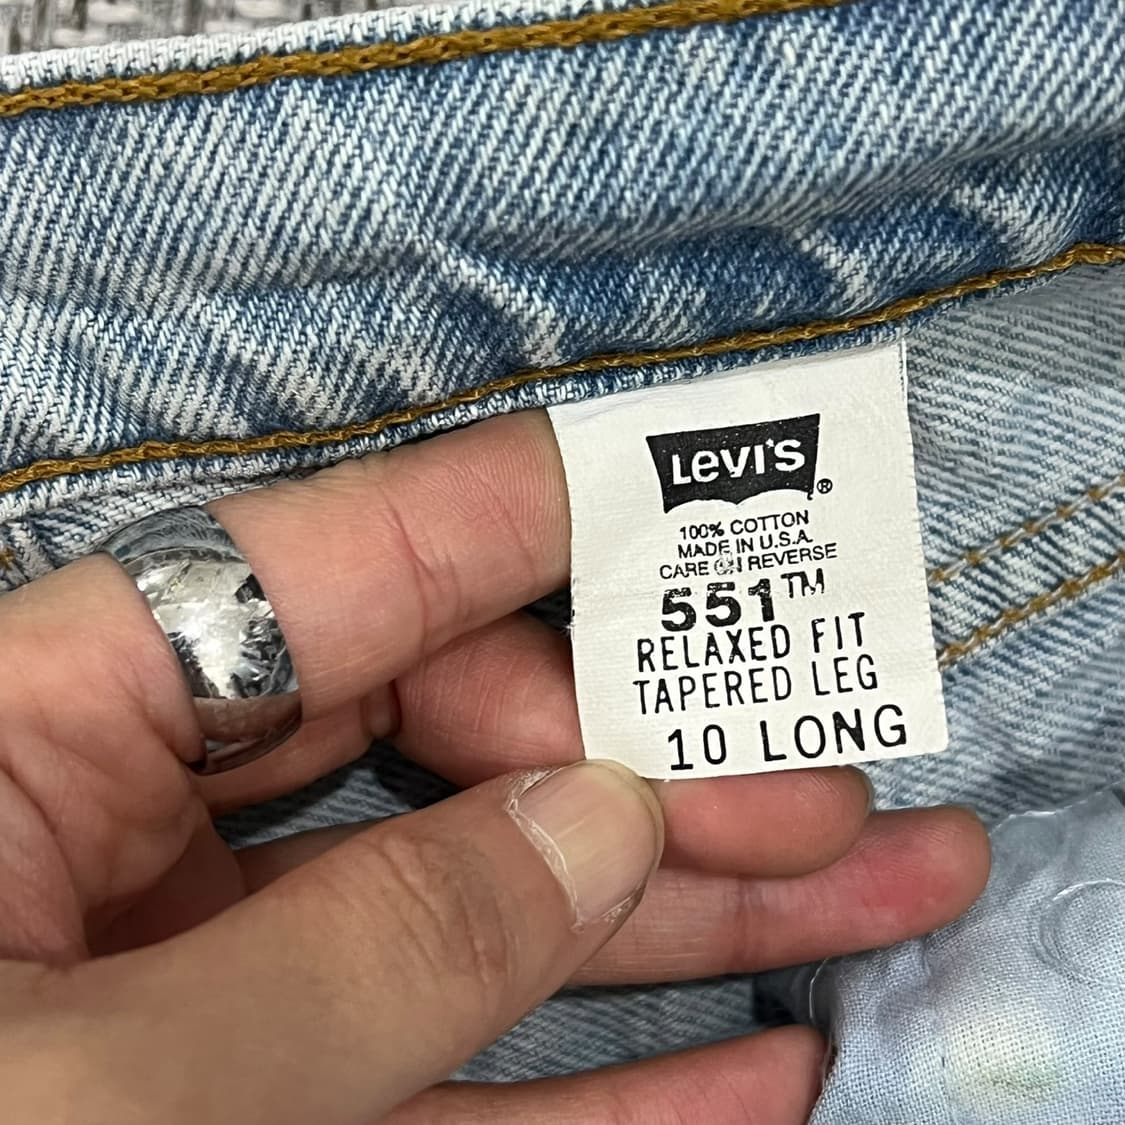 LEVI'S®
100% COTTON
MADE IN U.S.A.
CARE ON REVERSE
551™
RELAXED FIT
TAPERED LEG
10 LONG